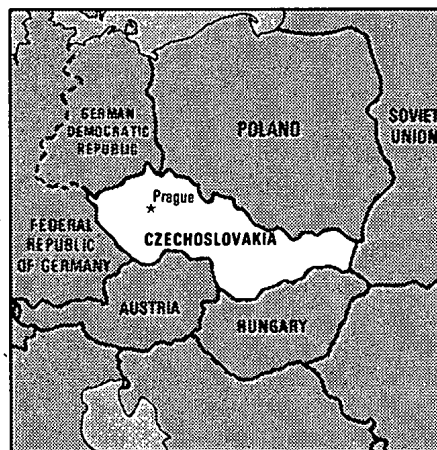 GERMAN
DEMOCRATIC
REPUBLIC
POLAND
SOVIET
UNION
Prague
FEDERAL
REPUBLIC
OF GERMANY
CZECHOSLOVAKIA
AUSTRIA
HUNGARY